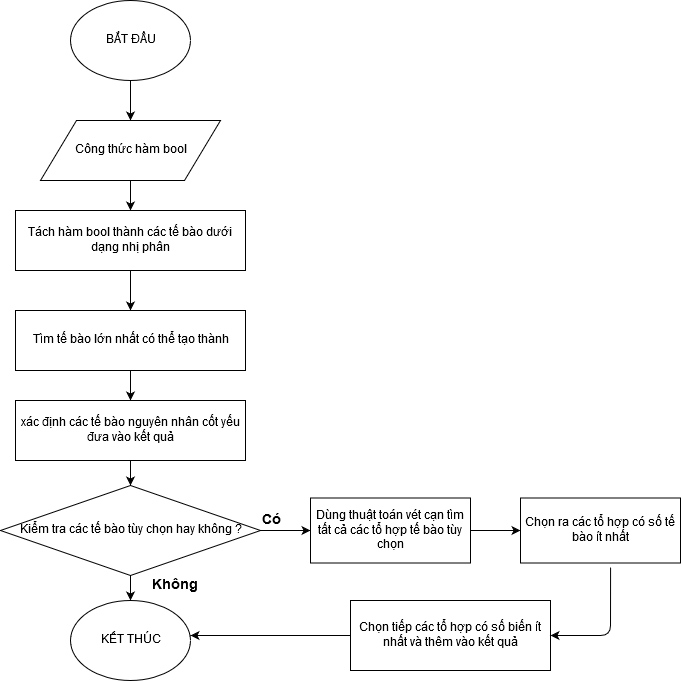 BẮT ĐẦU
Công thức hàm bool
Tách hàm bool thành các tế bào dưới
dạng nhị phân
Tìm tế bào lớn nhất có thể tạo thành
xác định các tế bào nguyên nhân cốt yếu
đưa vào kết quả
Kiểm tra các tế bào tùy chọn hay không ?
Có
Dùng thuật toán vét cạn tìm
tất cả các tổ hợp tế bào tùy
chọn
Chọn ra các tổ hợp có số tế
bào ít nhất
Không
Chọn tiếp các tổ hợp có số biến ít
nhất và thêm vào kết quả
KẾT THÚC